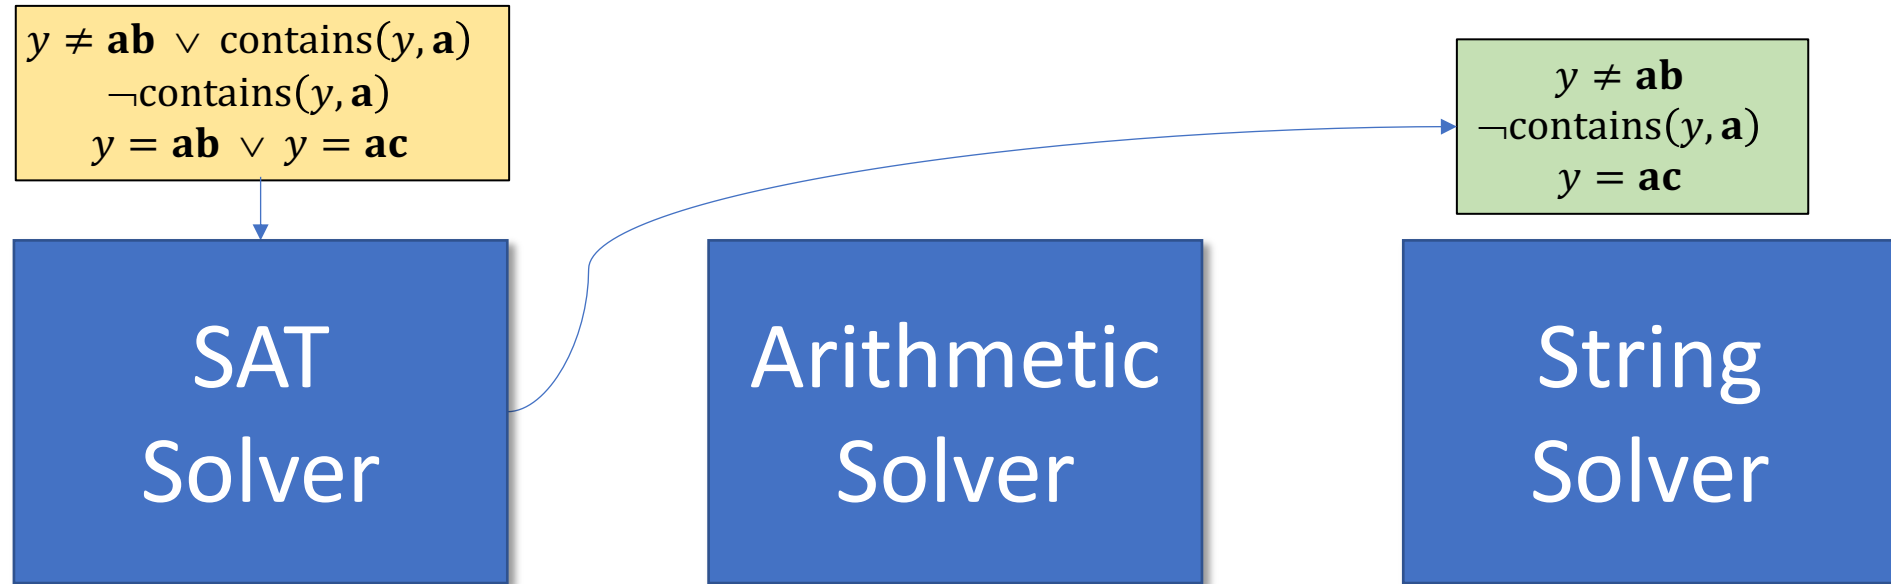 y ≠ ab ∨ contains(y, a)
¬contains(y, a)
y = ab ∨ y = ac
y ≠ ab
¬contains(y, a)
y = ac
SAT
Solver
Arithmetic
Solver
String
Solver